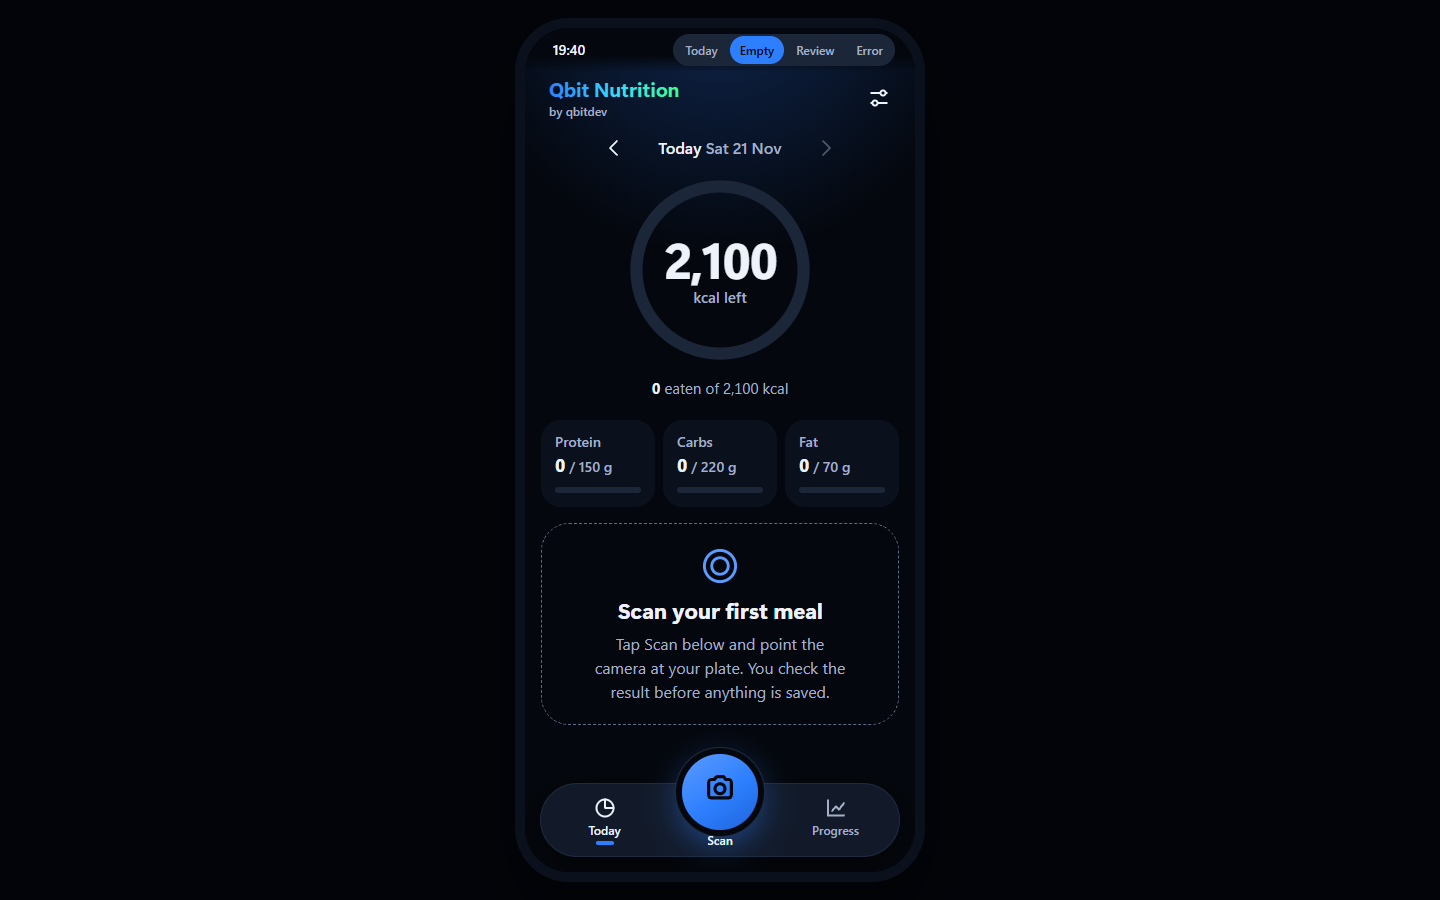 19:40
Today Empty Review Error
Qbit Nutrition
by qbitdev
Today Sat 21 Nov
2,100
kcal left
0 eaten of 2,100 kcal
Protein
0 / 150 g
Carbs
0 / 220 g
Fat
0 / 70 g
Scan your first meal
Tap Scan below and point the
camera at your plate. You check the
result before anything is saved.
Today
Scan
Progress